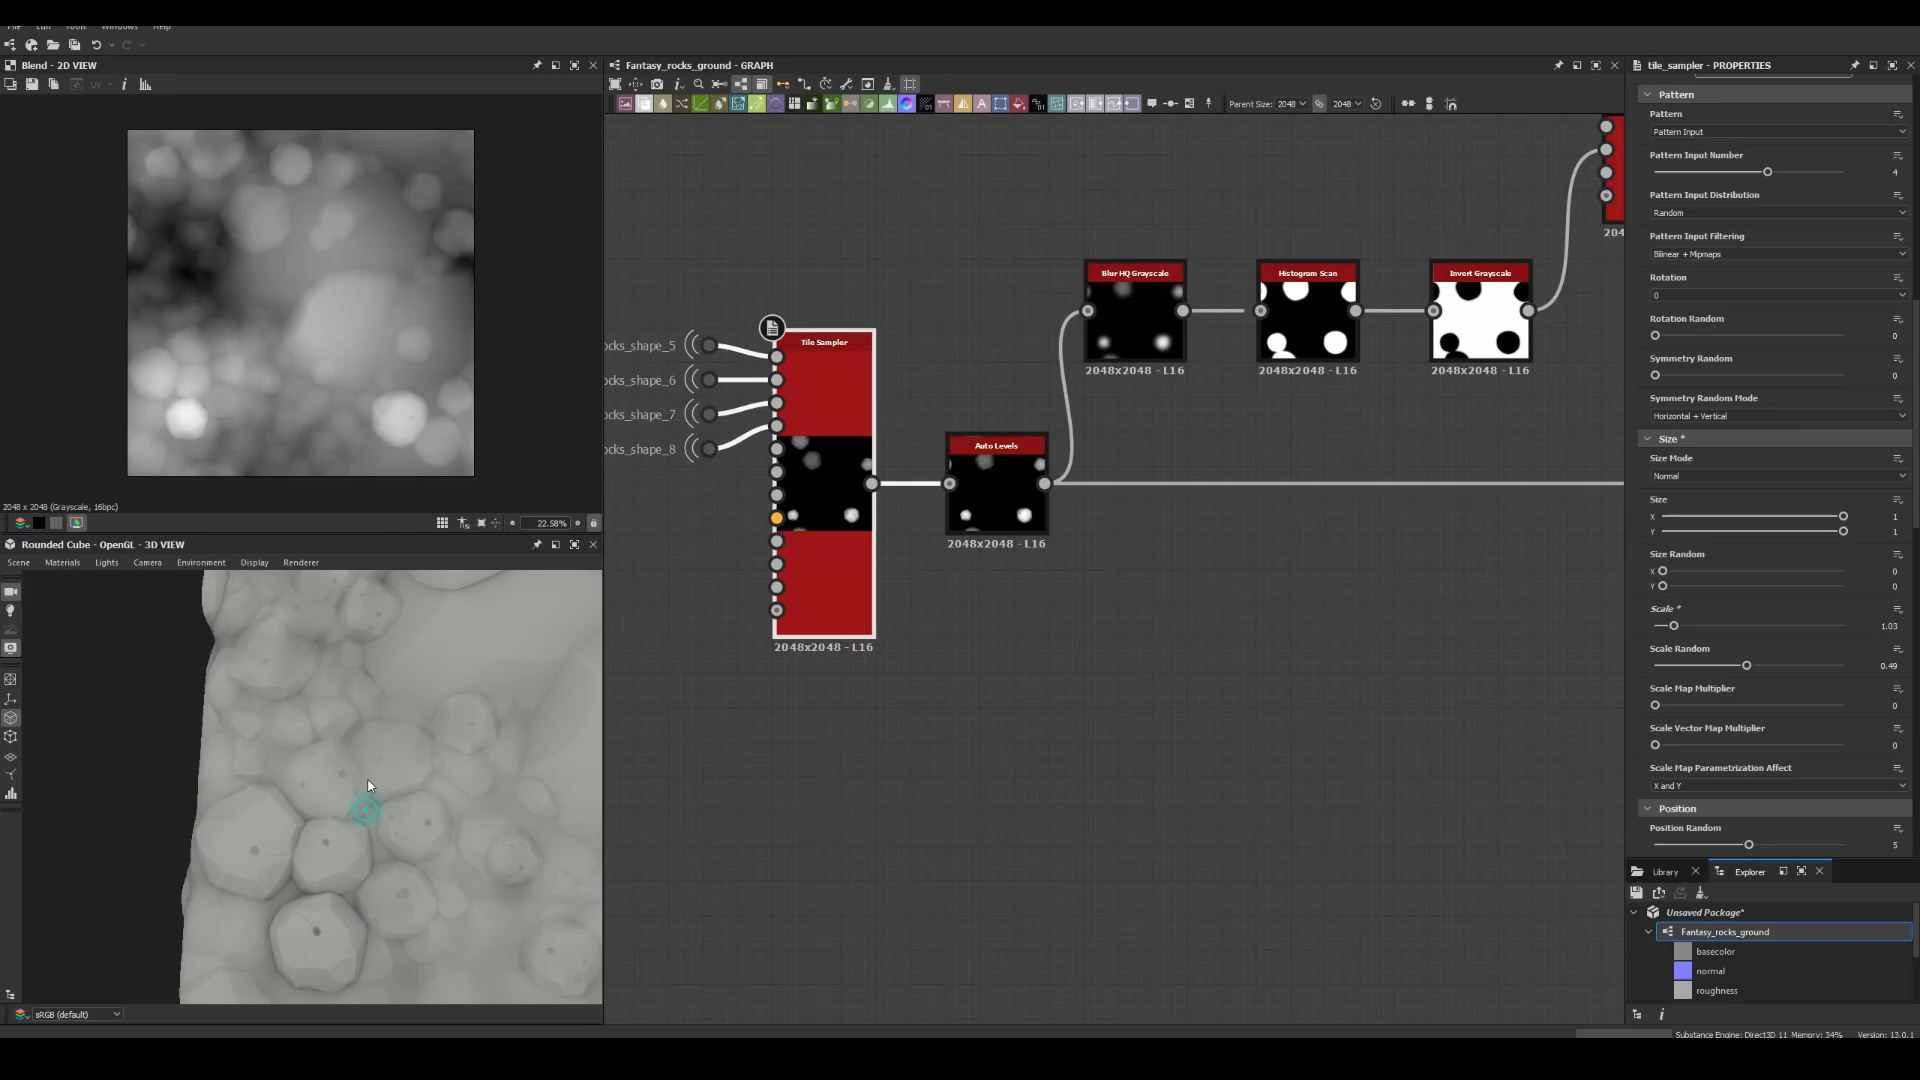 File Edit Tools Windows Help
Blend - 2D VIEW
UV
2048 x 2048 (Grayscale, 16bpc)
22.58%
Rounded Cube - OpenGL - 3D VIEW
Scene Materials Lights Camera Environment Display Renderer
sRGB (default)
Fantasy_rocks_ground - GRAPH
Parent Size: 2048 2048
ocks_shape_5
ocks_shape_6
ocks_shape_7
ocks_shape_8
Tile Sampler
2048x2048 - L16
Auto Levels
2048x2048 - L16
Blur HQ Grayscale
2048x2048 - L16
Histogram Scan
2048x2048 - L16
Invert Grayscale
2048x2048 - L16
204
tile_sampler - PROPERTIES
Pattern
Pattern
Pattern Input
Pattern Input Number
4
Pattern Input Distribution
Random
Pattern Input Filtering
Bilinear + Mipmaps
Rotation
0
Rotation Random
0
Symmetry Random
0
Symmetry Random Mode
Horizontal + Vertical
Size *
Size Mode
Normal
Size
X 1
Y 1
Size Random
X 0
Y 0
Scale *
1.03
Scale Random
0.49
Scale Map Multiplier
0
Scale Vector Map Multiplier
0
Scale Map Parametrization Affect
X and Y
Position
Position Random
5
Library Explorer
Unsaved Package*
Fantasy_rocks_ground
basecolor
normal
roughness
Substance Engine: Direct3D 11 Memory: 34% Version: 13.0.1